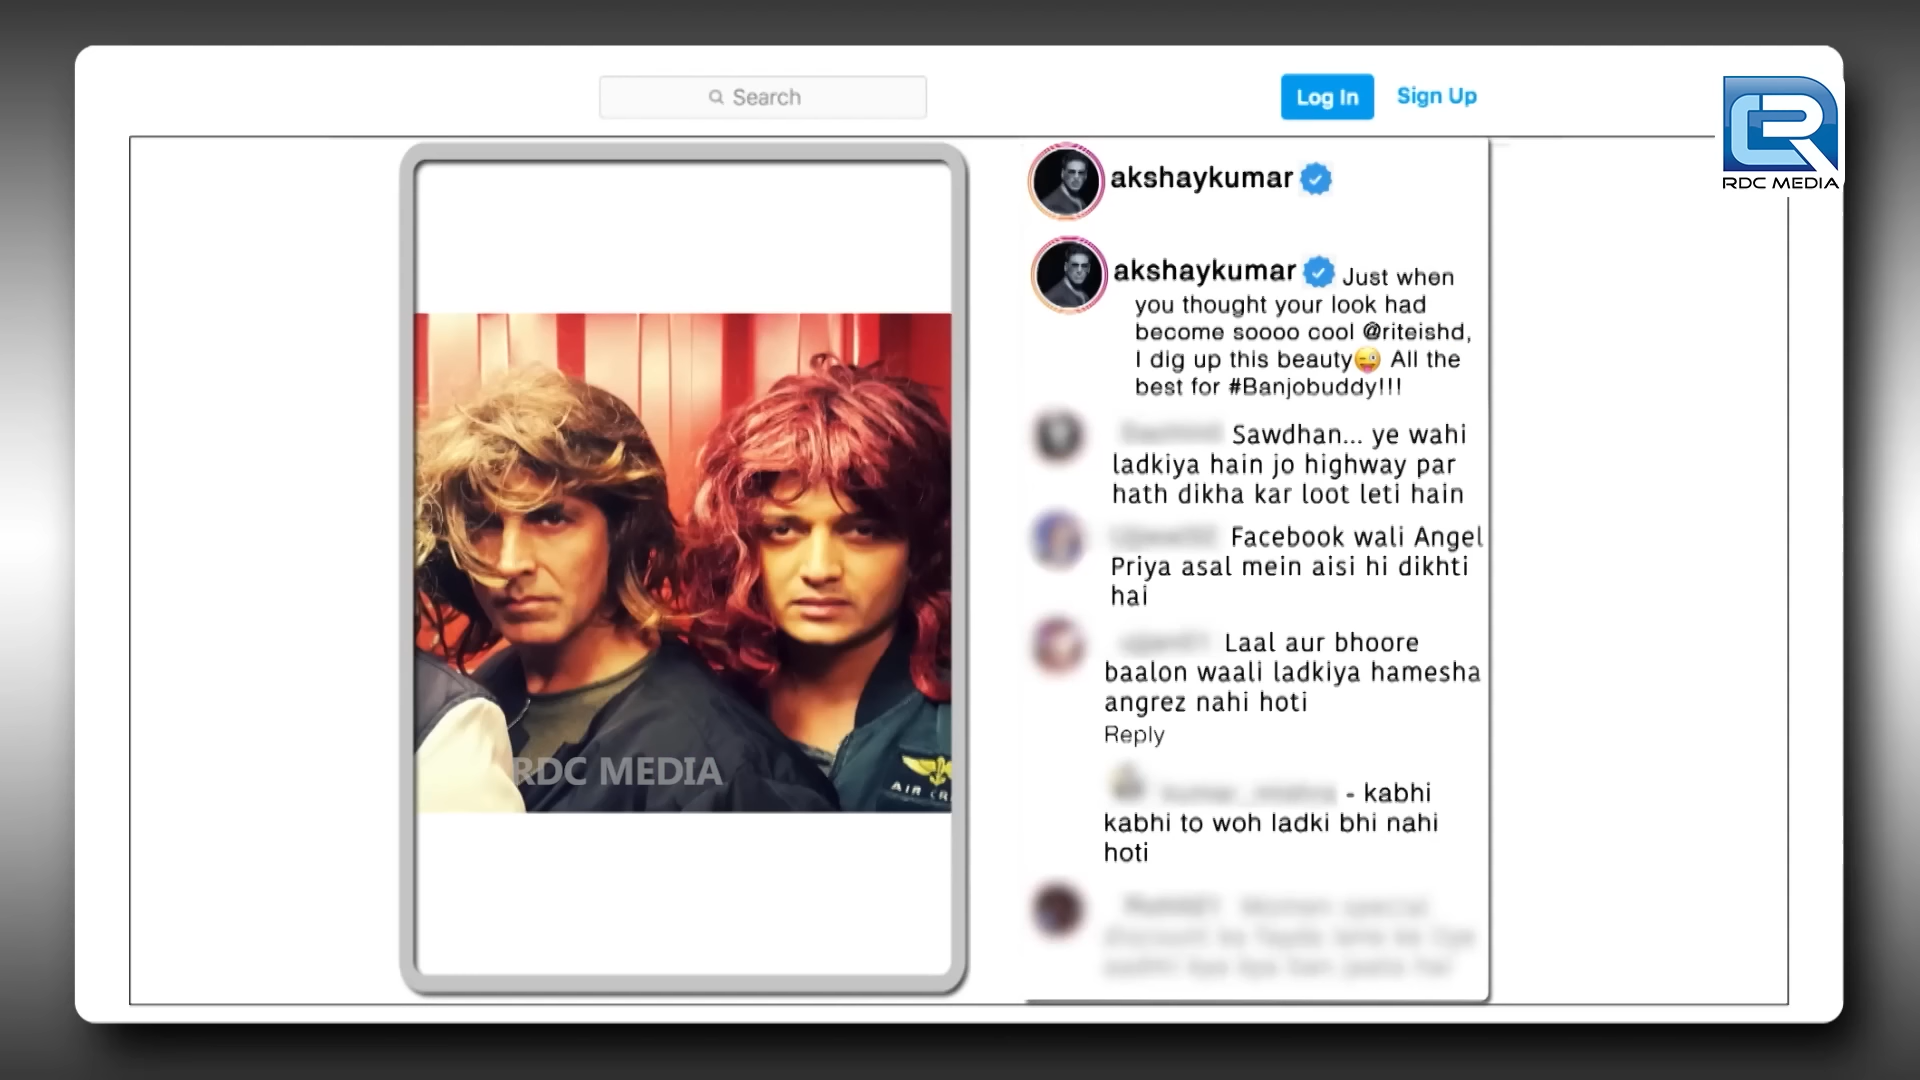 Search
Log In
Sign Up
RDC MEDIA
akshaykumar
akshaykumar Just when
you thought your look had
become soooo cool @riteishd,
I dig up this beauty😜 All the
best for #Banjobuddy!!!
Sawdhan... ye wahi
ladkiya hain jo highway par
hath dikha kar loot leti hain
Facebook wali Angel
Priya asal mein aisi hi dikhti
hai
Laal aur bhoore
baalon waali ladkiya hamesha
angrez nahi hoti
Reply
- kabhi
kabhi to woh ladki bhi nahi
hoti
RDC MEDIA
AIR CR